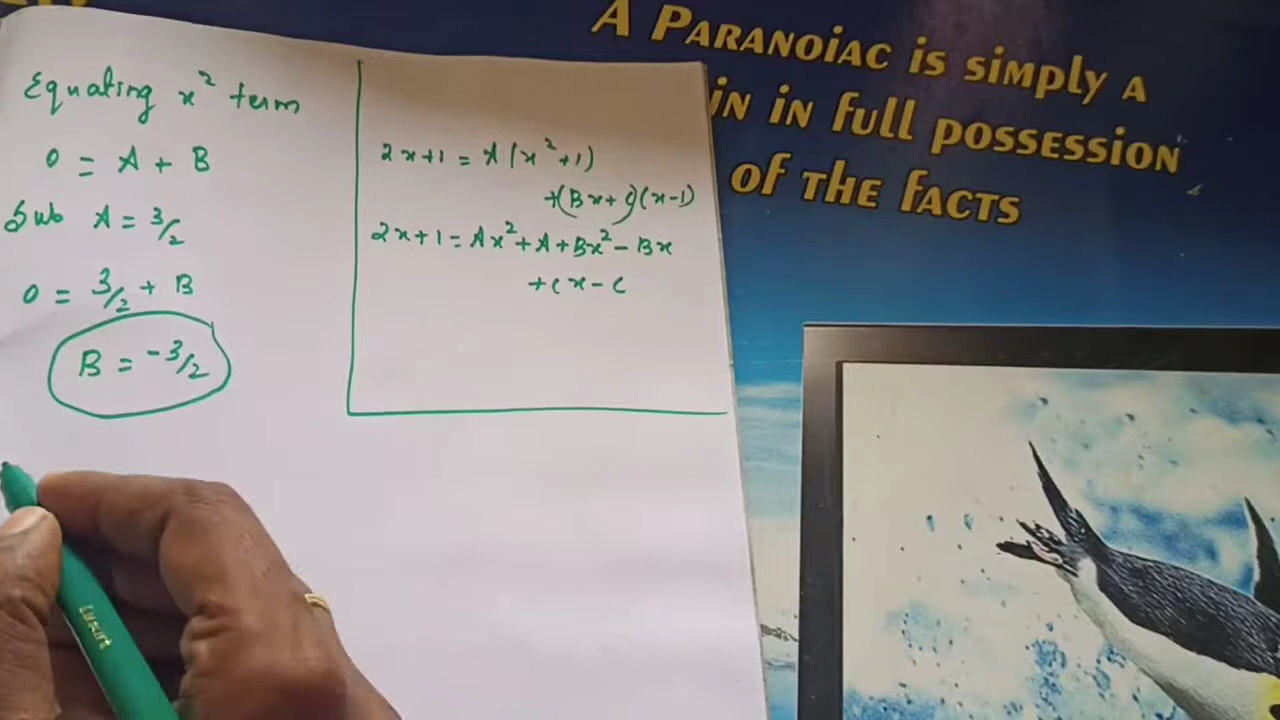 Equating x² term
0 = A + B
Sub A = 3/2
0 = 3/2 + B
B = -3/2
2x+1 = A(x²+1)
+(Bx+C)(x-1)
2x+1 = Ax²+A+Bx²-Bx
+Cx-C
A PARANOIAC is simply A
IN IN full POSSESSION
of THE fACTS
Luxor